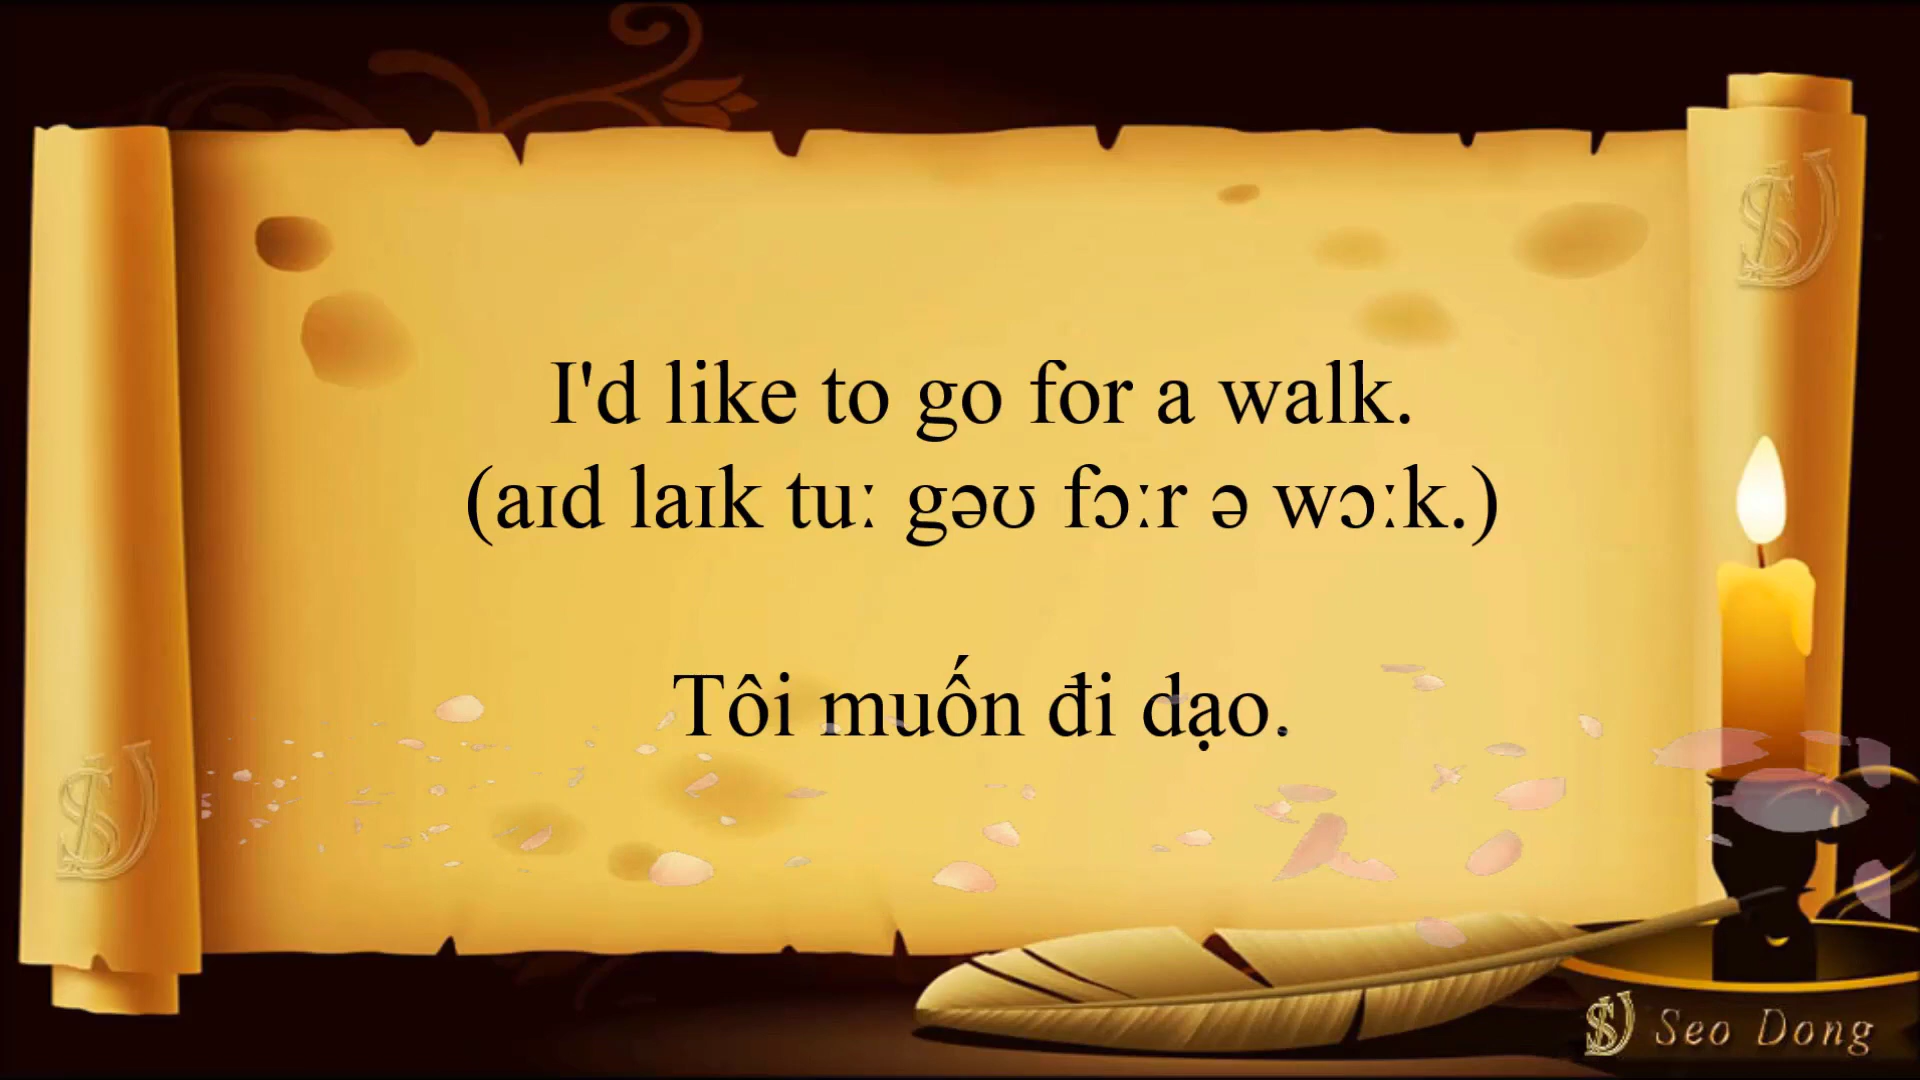 I'd like to go for a walk.
(aɪd laɪk tuː gəʊ fɔːr ə wɔːk.)
Tôi muốn đi dạo.
Seo Dong